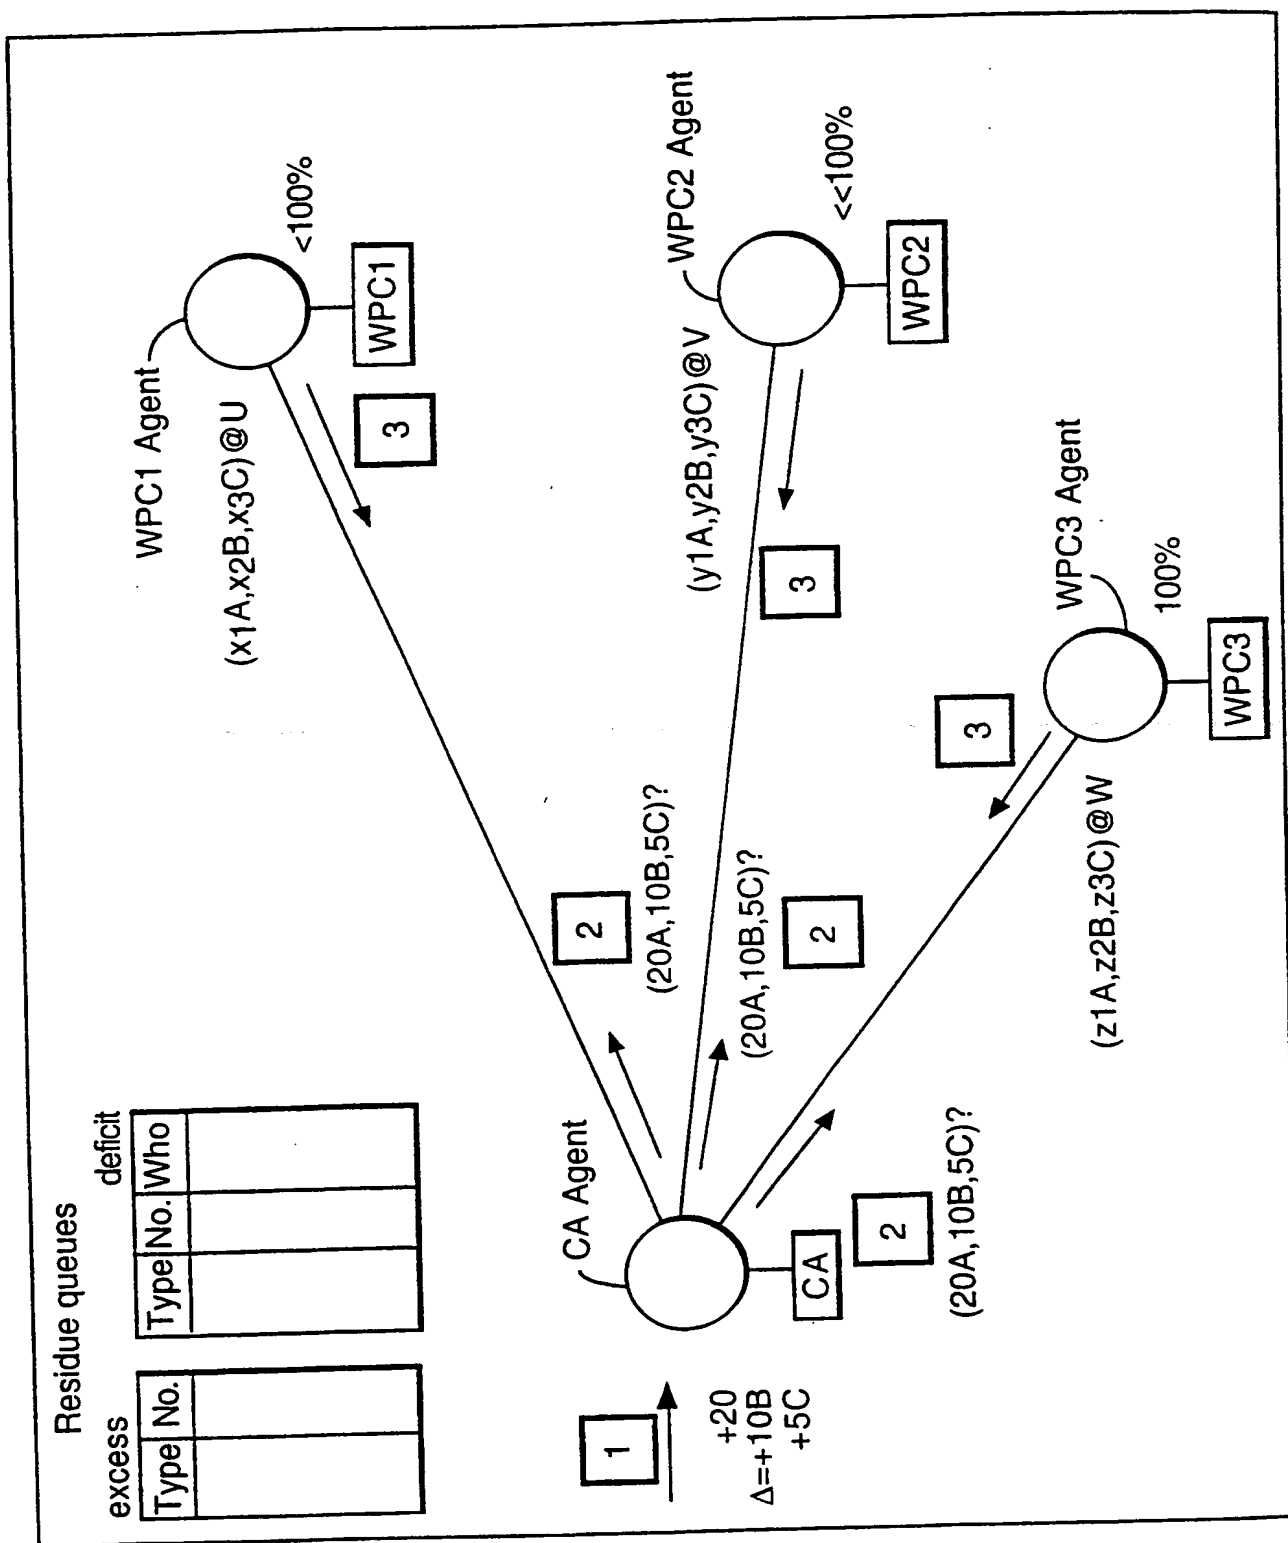 Residue queues
excess
deficit
Type No.
Type No. Who
WPC1 Agent
<100%
WPC1
(x1A,x2B,x3C)@U
3
CA Agent
CA
1
+20
Δ=+10B
+5C
2
(20A,10B,5C)?
(20A,10B,5C)?
2
2
(20A,10B,5C)?
WPC2 Agent
<<100%
WPC2
(y1A,y2B,y3C)@V
3
WPC3 Agent
100%
WPC3
3
(z1A,z2B,z3C)@W